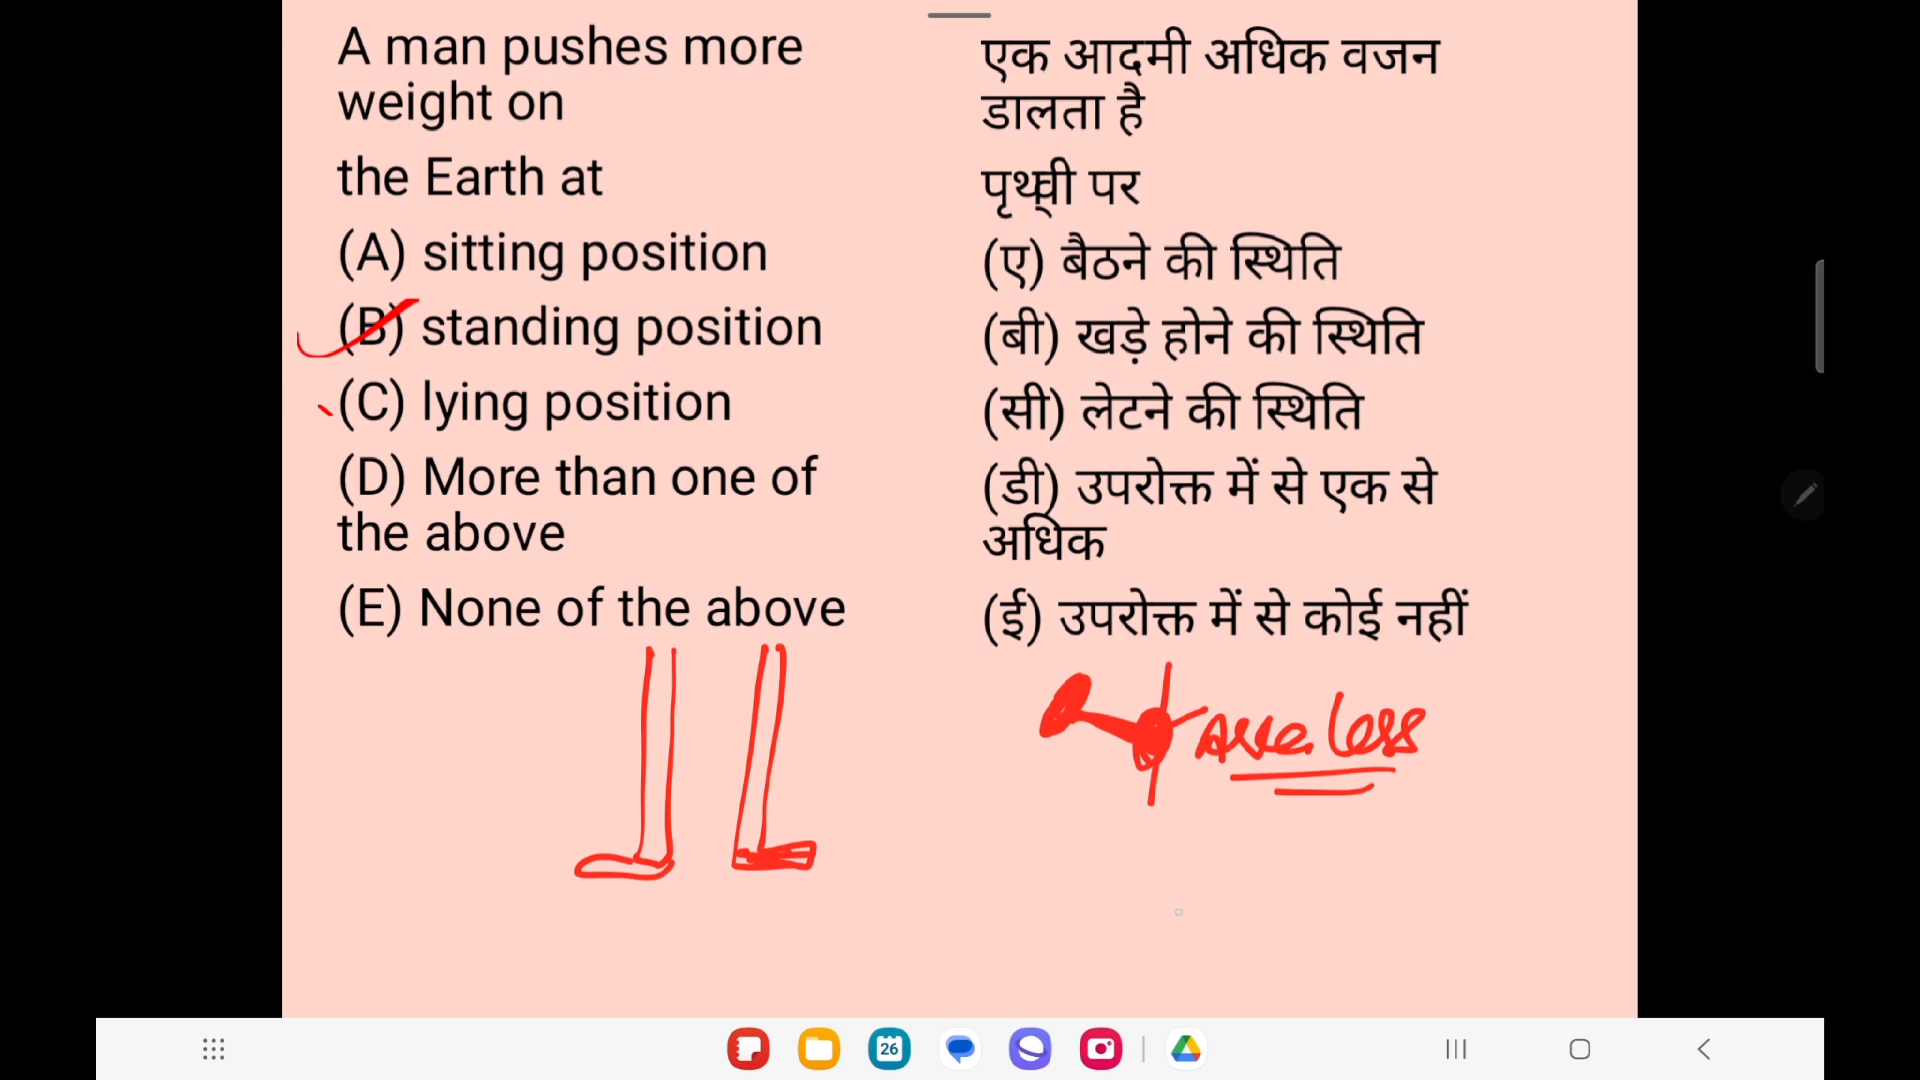 A man pushes more
weight on
the Earth at
(A) sitting position
(B) standing position
(C) lying position
(D) More than one of
the above
(E) None of the above
एक आदमी अधिक वजन
डालता है
पृथ्वी पर
(ए) बैठने की स्थिति
(बी) खड़े होने की स्थिति
(सी) लेटने की स्थिति
(डी) उपरोक्त में से एक से
अधिक
(ई) उपरोक्त में से कोई नहीं
Area less
26